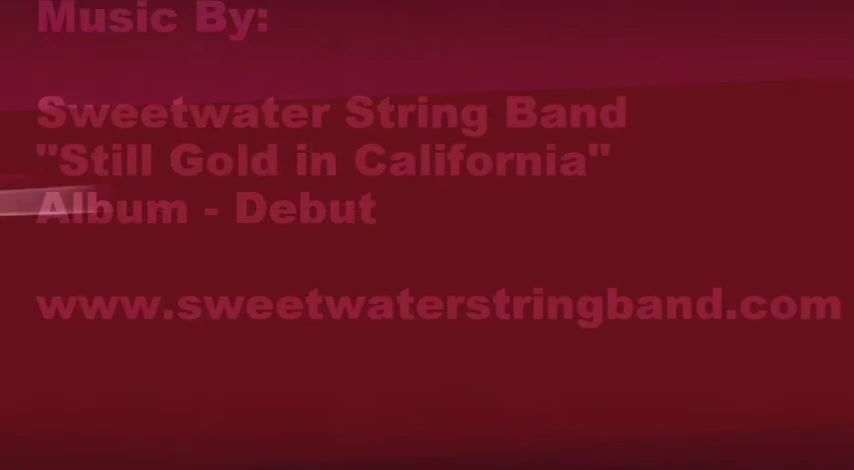 Music By:
Sweetwater String Band
"Still Gold in California"
Album - Debut
www.sweetwaterstringband.com